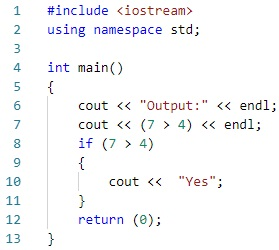 1 #include <iostream>
2 using namespace std;
3
4 int main()
5 {
6 cout << "Output:" << endl;
7 cout << (7 > 4) << endl;
8 if (7 > 4)
9 {
10 cout <<  "Yes";
11 }
12 return (0);
13 }